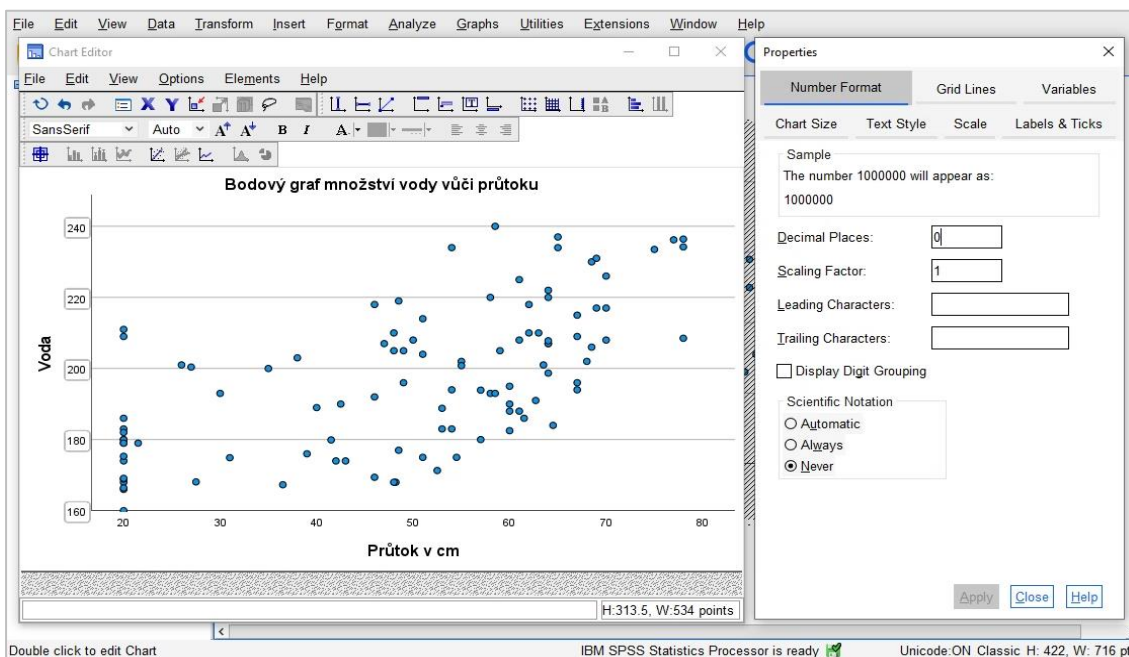 File Edit View Data Transform Insert Format Analyze Graphs Utilities Extensions Window Help
Chart Editor
File Edit View Options Elements Help
SansSerif Auto A A B I A
Bodový graf množství vody vůči průtoku
Voda
240
220
200
180
160
20 30 40 50 60 70 80
Průtok v cm
H:313.5, W:534 points
Properties
Number Format Grid Lines Variables
Chart Size Text Style Scale Labels & Ticks
Sample
The number 1000000 will appear as:
1000000
Decimal Places: 0
Scaling Factor: 1
Leading Characters:
Trailing Characters:
Display Digit Grouping
Scientific Notation
Automatic
Always
Never
Apply Close Help
Double click to edit Chart IBM SPSS Statistics Processor is ready Unicode:ON Classic H: 422, W: 716 pt